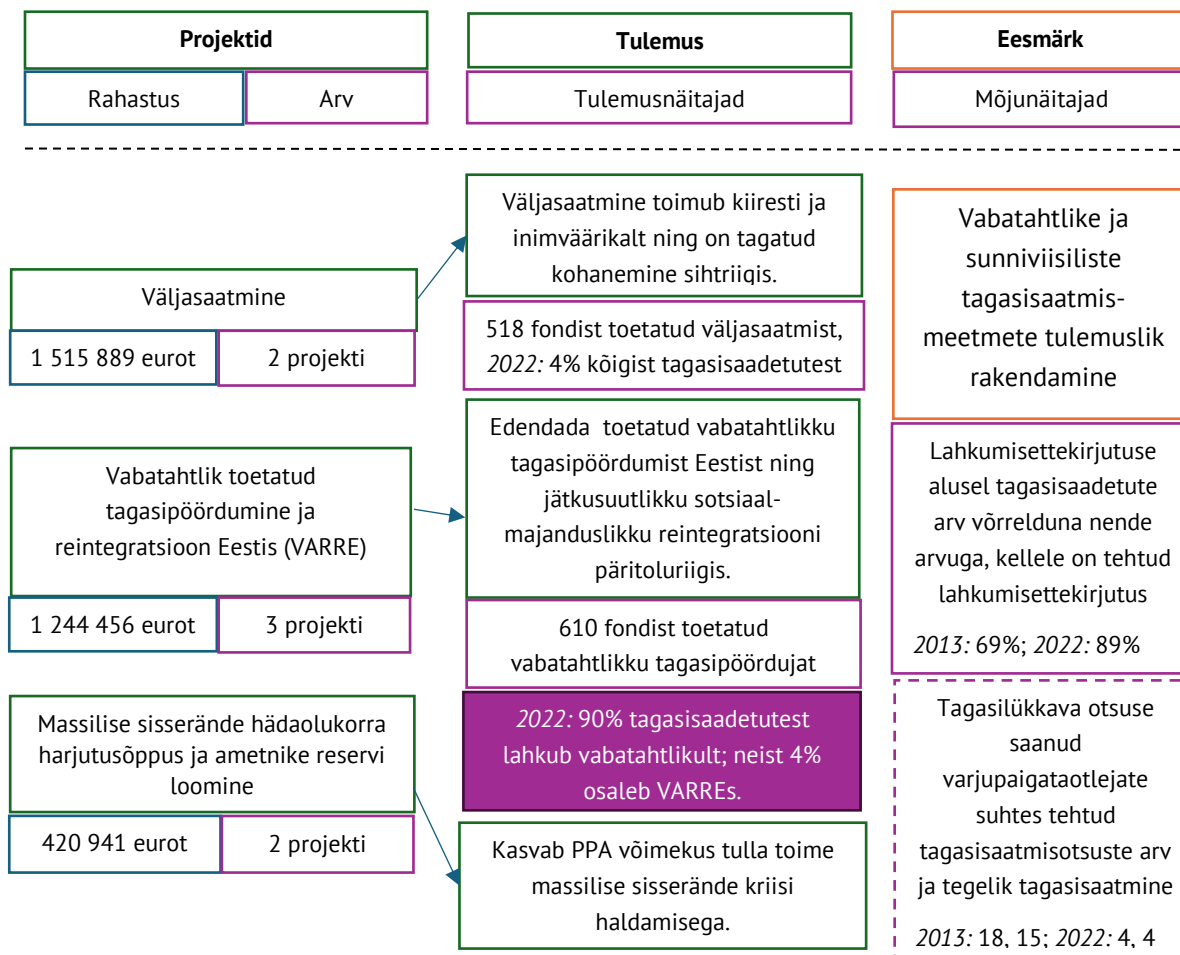 Projektid
Rahastus
Arv
Tulemus
Tulemusnäitajad
Eesmärk
Mõjunäitajad
Väljasaatmine
1 515 889 eurot
2 projekti
Vabatahtlik toetatud
tagasipöördumine ja
reintegratsioon Eestis (VARRE)
1 244 456 eurot
3 projekti
Massilise sisserände hädaolukorra
harjutusõppus ja ametnike reservi
loomine
420 941 eurot
2 projekti
Väljasaatmine toimub kiiresti ja
inimväärikalt ning on tagatud
kohanemine sihtriigis.
518 fondist toetatud väljasaatmist,
2022: 4% kõigist tagasisaadetutest
Edendada toetatud vabatahtlikku
tagasipöördumist Eestist ning
jätkusuutlikku sotsiaal-
majanduslikku reintegratsiooni
päritoluriigis.
610 fondist toetatud
vabatahtlikku tagasipöördujat
2022: 90% tagasisaadetutest
lahkub vabatahtlikult; neist 4%
osaleb VARREs.
Kasvab PPA võimekus tulla toime
massilise sisserände kriisi
haldamisega.
Vabatahtlike ja
sunniviisiliste
tagasisaatmis-
meetmete tulemuslik
rakendamine
Lahkumisettekirjutuse
alusel tagasisaadetute
arv võrrelduna nende
arvuga, kellele on tehtud
lahkumisettekirjutus
2013: 69%; 2022: 89%
Tagasilükkava otsuse
saanud
varjupaigataotlejate
suhtes tehtud
tagasisaatmisotsuste arv
ja tegelik tagasisaatmine
2013: 18, 15; 2022: 4, 4